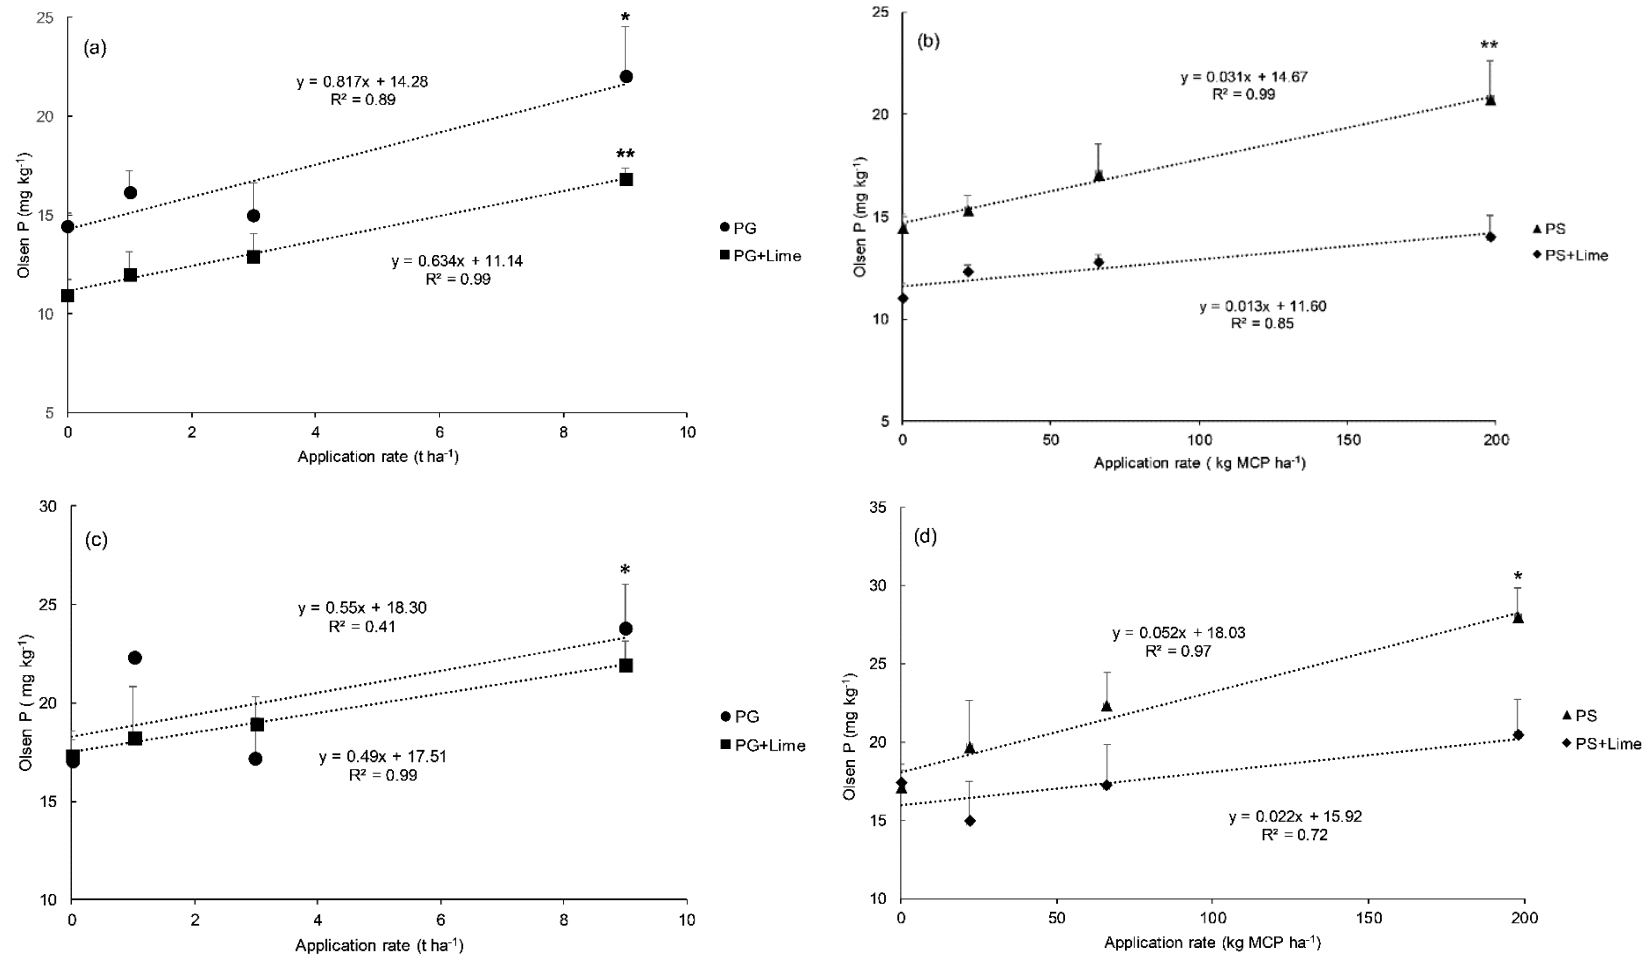 (a)
25
20
15
10
5
Olsen P (mg kg⁻¹)
*
y = 0.817x + 14.28
R² = 0.89
**
y = 0.634x + 11.14
R² = 0.99
PG
PG+Lime
0 2 4 6 8 10
Application rate (t ha⁻¹)
(b)
25
20
15
10
5
Olsen P (mg kg⁻¹)
**
y = 0.031x + 14.67
R² = 0.99
y = 0.013x + 11.60
R² = 0.85
PS
PS+Lime
0 50 100 150 200
Application rate ( kg MCP ha⁻¹)
(c)
30
25
20
15
10
Olsen P ( mg kg⁻¹)
*
y = 0.55x + 18.30
R² = 0.41
y = 0.49x + 17.51
R² = 0.99
PG
PG+Lime
0 2 4 6 8 10
Application rate (t ha⁻¹)
(d)
35
30
25
20
15
10
Olsen P (mg kg⁻¹)
*
y = 0.052x + 18.03
R² = 0.97
y = 0.022x + 15.92
R² = 0.72
PS
PS+Lime
0 50 100 150 200
Application rate (kg MCP ha⁻¹)